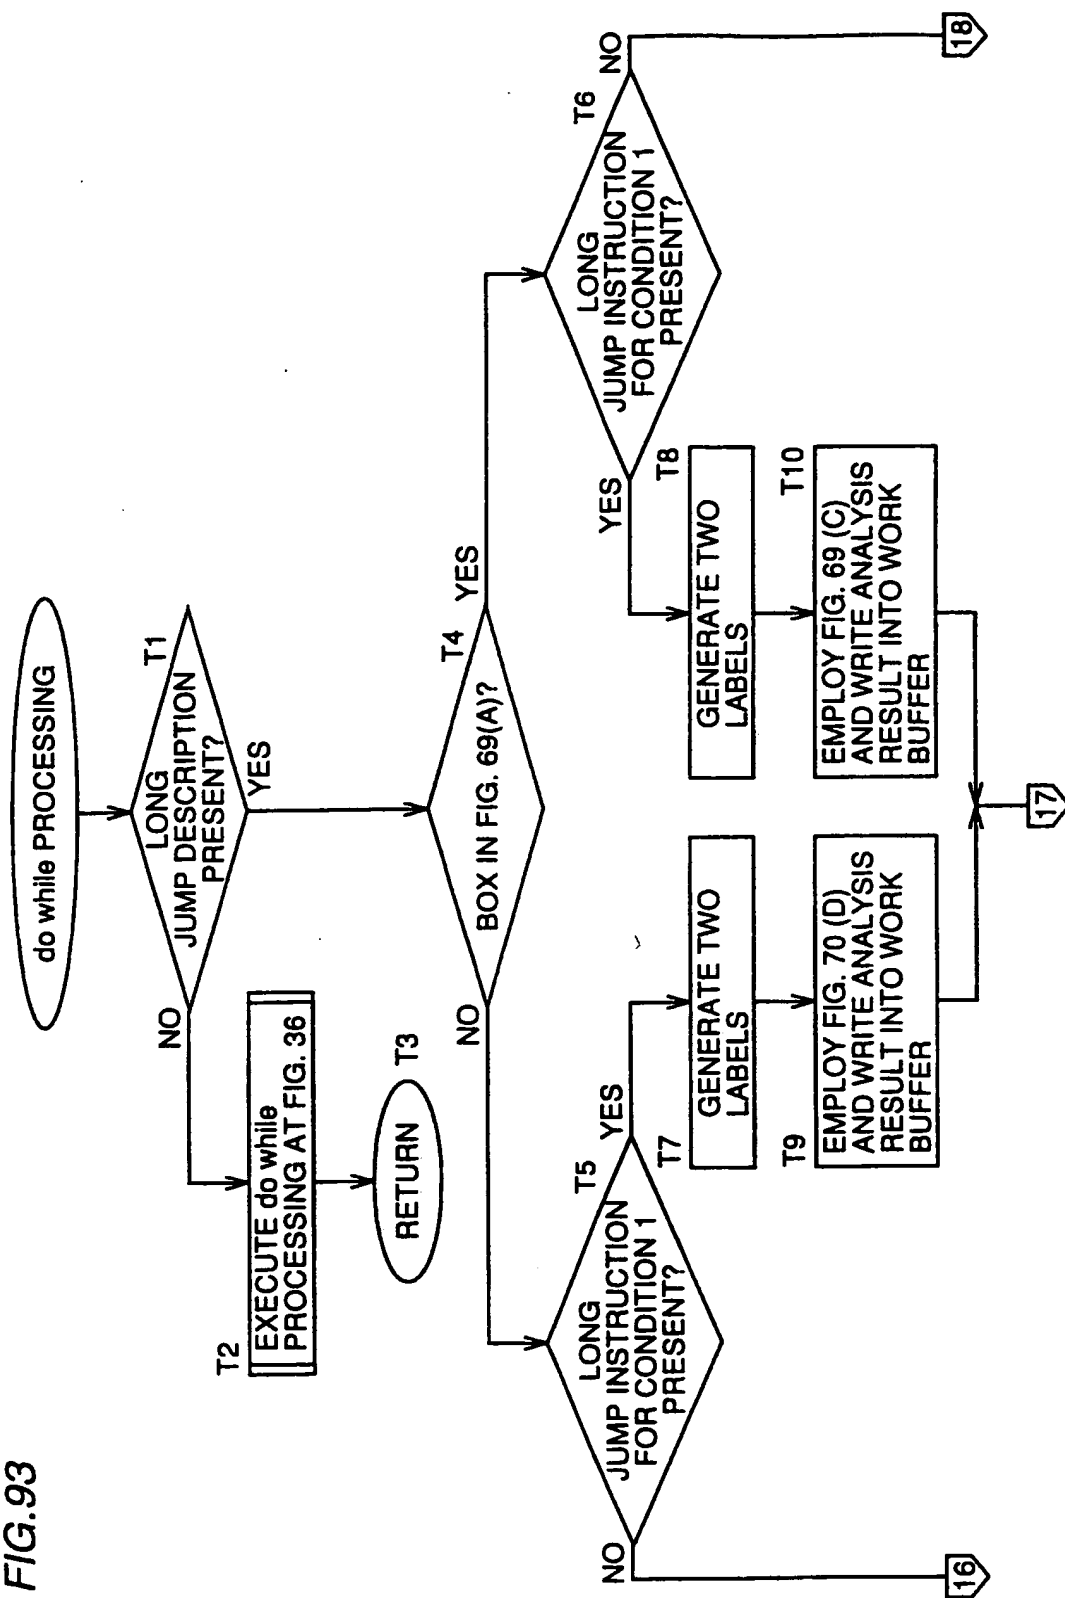 FIG.93
do while PROCESSING
LONG
JUMP DESCRIPTION
PRESENT?
T1
NO
YES
T2
EXECUTE do while
PROCESSING AT FIG. 36
RETURN
T3
BOX IN FIG. 69(A)?
T4
NO
YES
LONG
JUMP INSTRUCTION
FOR CONDITION 1
PRESENT?
T5
NO
YES
LONG
JUMP INSTRUCTION
FOR CONDITION 1
PRESENT?
T6
YES
NO
T7
GENERATE TWO
LABELS
GENERATE TWO
LABELS
T8
T9
EMPLOY FIG. 70 (D)
AND WRITE ANALYSIS
RESULT INTO WORK
BUFFER
EMPLOY FIG. 69 (C)
AND WRITE ANALYSIS
RESULT INTO WORK
BUFFER
T10
16
17
18